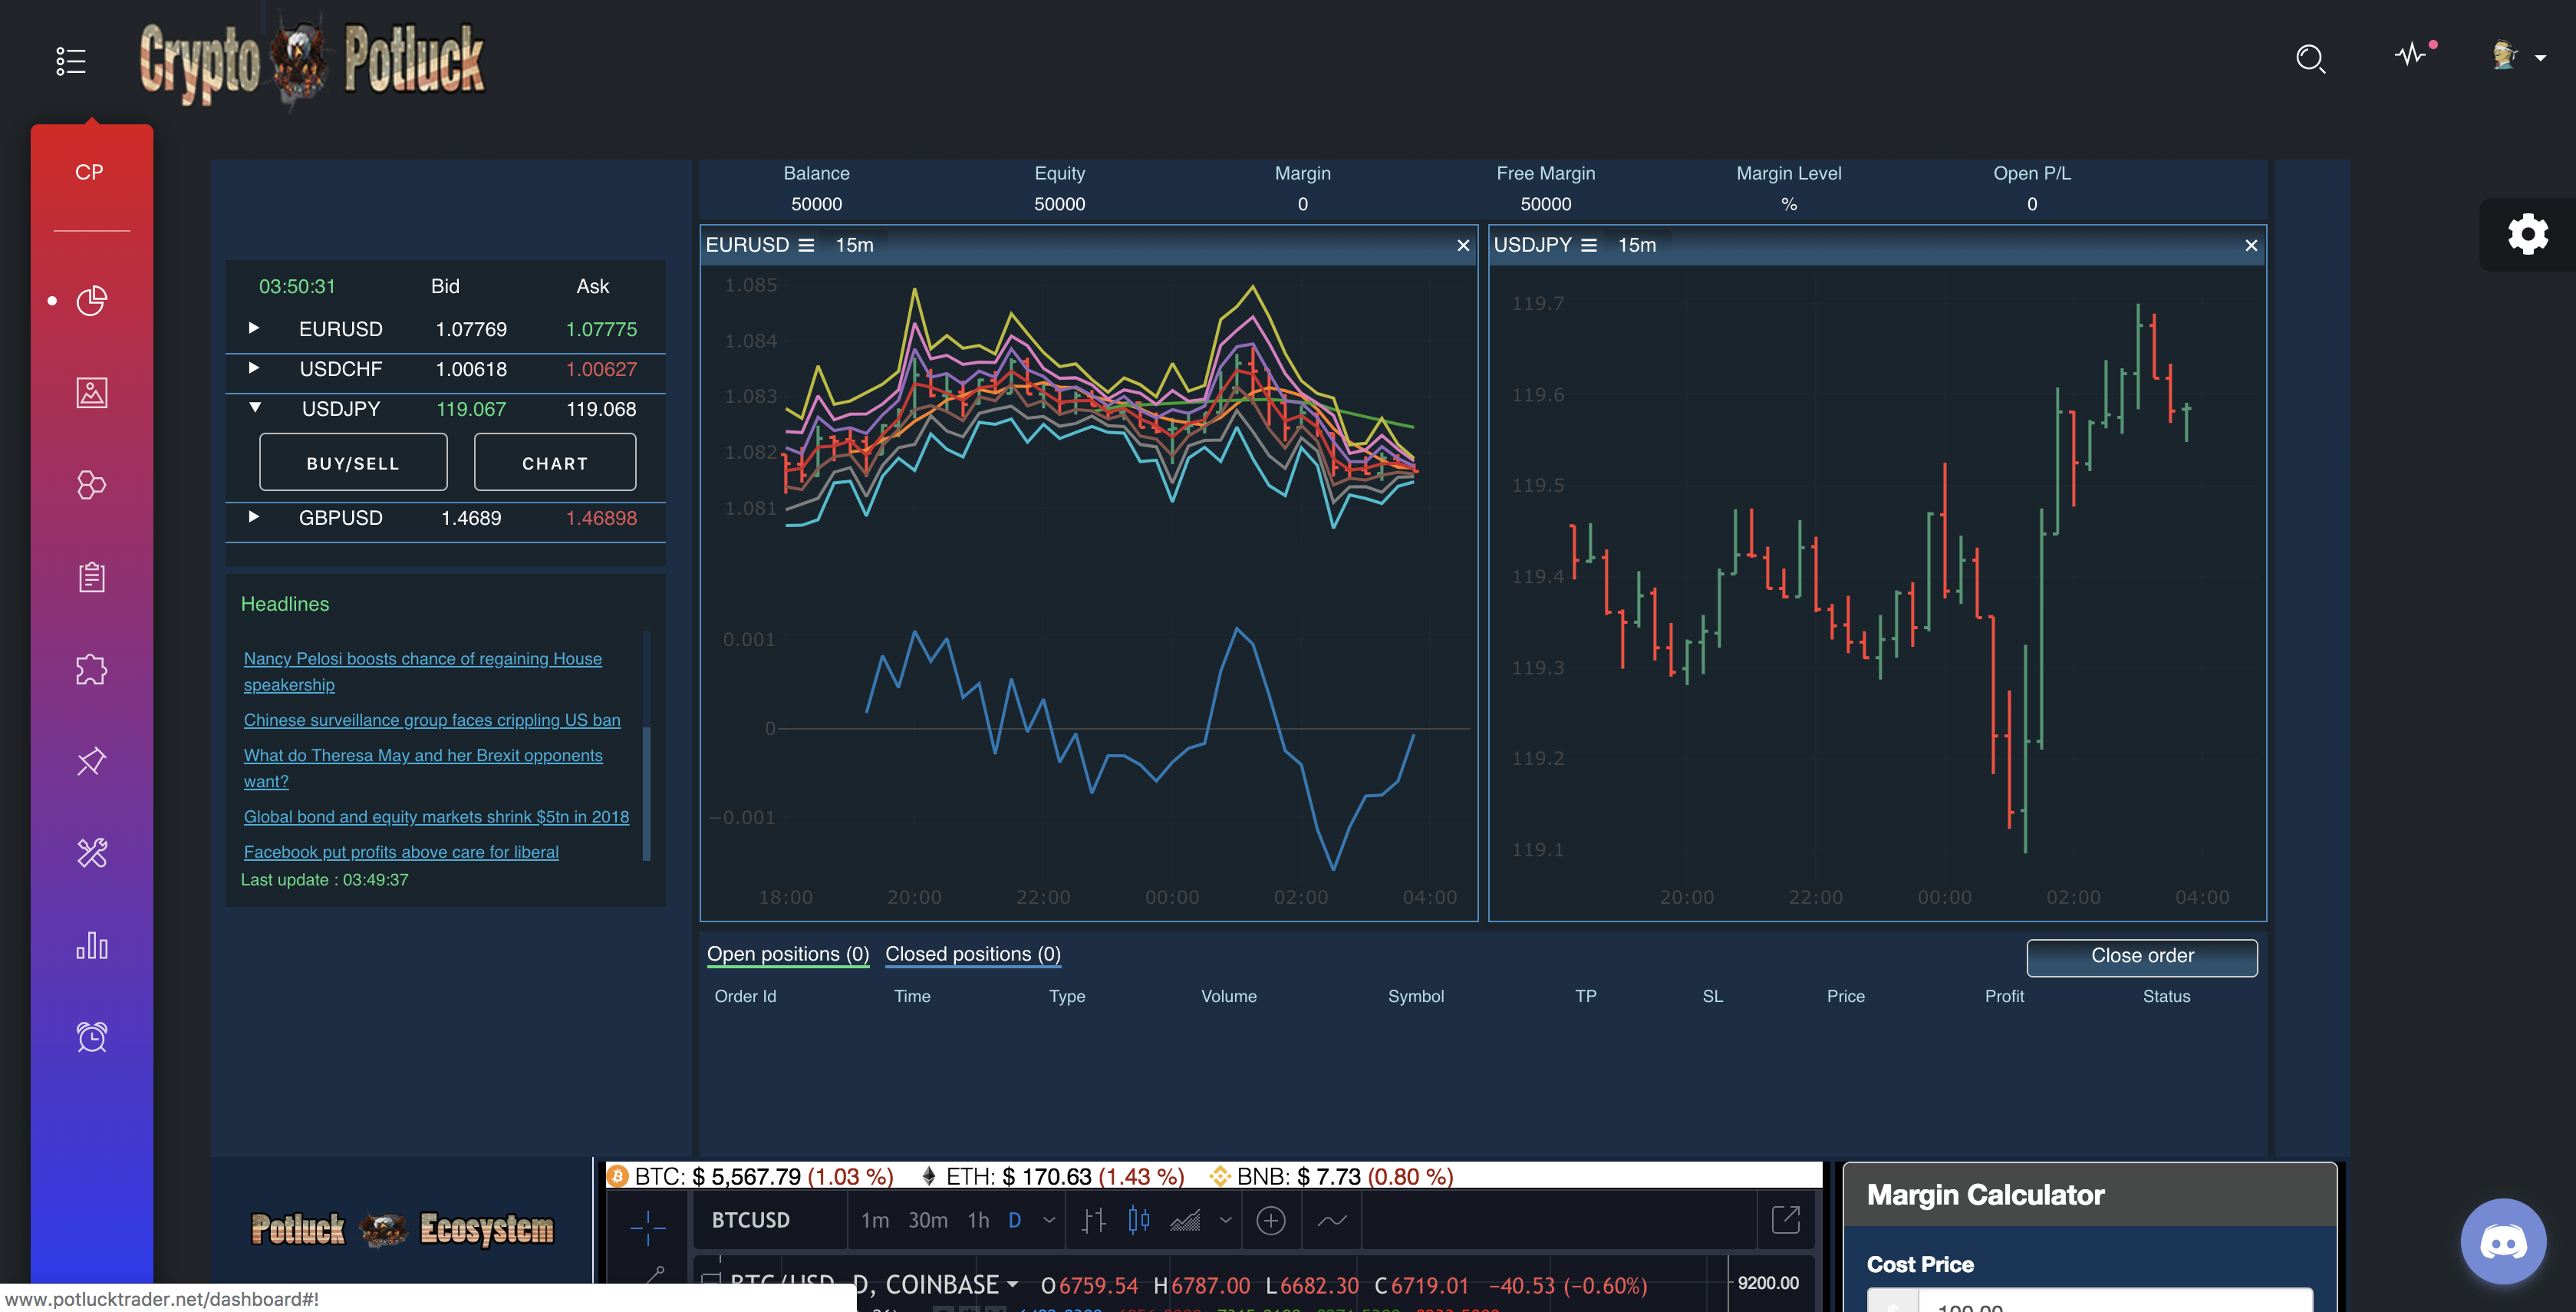 Crypto Potluck
CP
Balance Equity Margin Free Margin Margin Level Open P/L
50000 50000 0 50000 % 0
03:50:31 Bid Ask
EURUSD 1.07769 1.07775
USDCHF 1.00618 1.00627
USDJPY 119.067 119.068
BUY/SELL CHART
GBPUSD 1.4689 1.46898
Headlines
Nancy Pelosi boosts chance of regaining House
speakership
Chinese surveillance group faces crippling US ban
What do Theresa May and her Brexit opponents
want?
Global bond and equity markets shrink $5tn in 2018
Facebook put profits above care for liberal
Last update : 03:49:37
EURUSD 15m
1.085
1.084
1.083
1.082
1.081
0.001
0
−0.001
18:00 20:00 22:00 00:00 02:00 04:00
USDJPY 15m
119.7
119.6
119.5
119.4
119.3
119.2
119.1
20:00 22:00 00:00 02:00 04:00
Open positions (0) Closed positions (0) Close order
Order Id Time Type Volume Symbol TP SL Price Profit Status
Potluck Ecosystem
BTC: $ 5,567.79 (1.03 %) ETH: $ 170.63 (1.43 %) BNB: $ 7.73 (0.80 %)
BTCUSD 1m 30m 1h D
BTC/USD, D, COINBASE O6759.54 H6787.00 L6682.30 C6719.01 −40.53 (−0.60%)
9200.00
Margin Calculator
Cost Price
$ 100.00
www.potlucktrader.net/dashboard#!